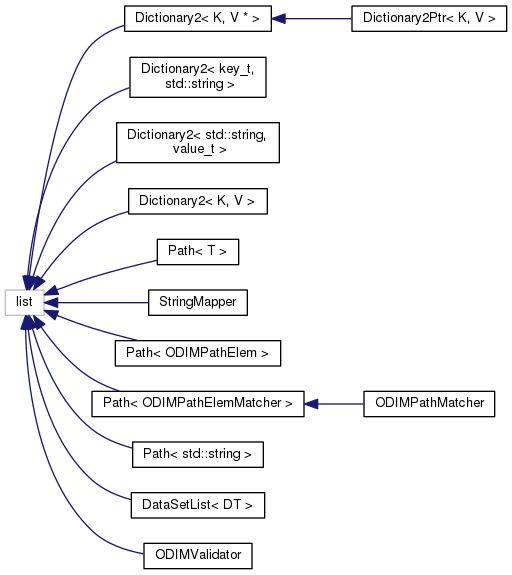 Dictionary2< K, V * >
Dictionary2Ptr< K, V >
Dictionary2< key_t,
std::string >
Dictionary2< std::string,
value_t >
Dictionary2< K, V >
Path< T >
list
StringMapper
Path< ODIMPathElem >
Path< ODIMPathElemMatcher >
ODIMPathMatcher
Path< std::string >
DataSetList< DT >
ODIMValidator